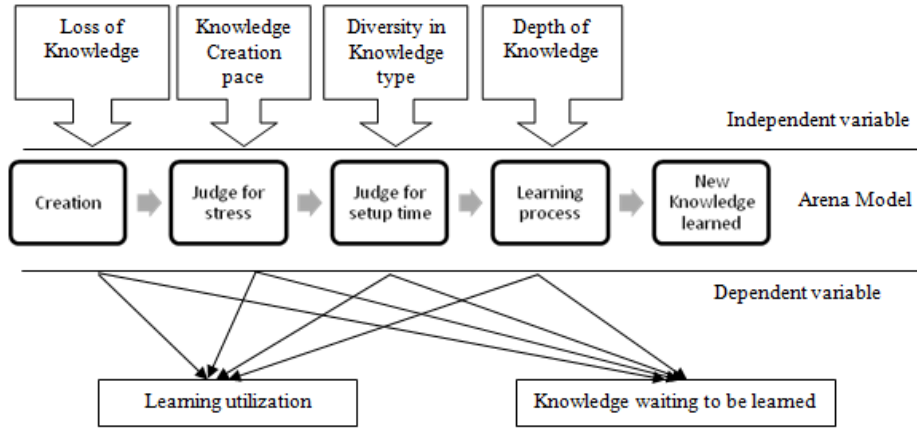 Loss of
Knowledge
Knowledge
Creation
pace
Diversity in
Knowledge
type
Depth of
Knowledge
Independent variable
Creation
Judge for
stress
Judge for
setup time
Learning
process
New
Knowledge
learned
Arena Model
Dependent variable
Learning utilization
Knowledge waiting to be learned